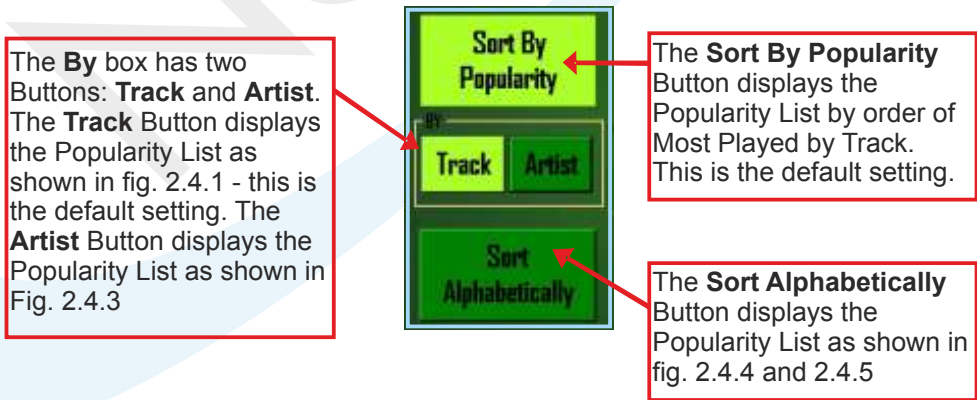 The By box has two
Buttons: Track and Artist.
The Track Button displays
the Popularity List as
shown in fig. 2.4.1 - this is
the default setting. The
Artist Button displays the
Popularity List as shown in
Fig. 2.4.3
Sort By
Popularity
BY:
Track
Artist
Sort
Alphabetically
The Sort By Popularity
Button displays the
Popularity List by order of
Most Played by Track.
This is the default setting.
The Sort Alphabetically
Button displays the
Popularity List as shown in
fig. 2.4.4 and 2.4.5